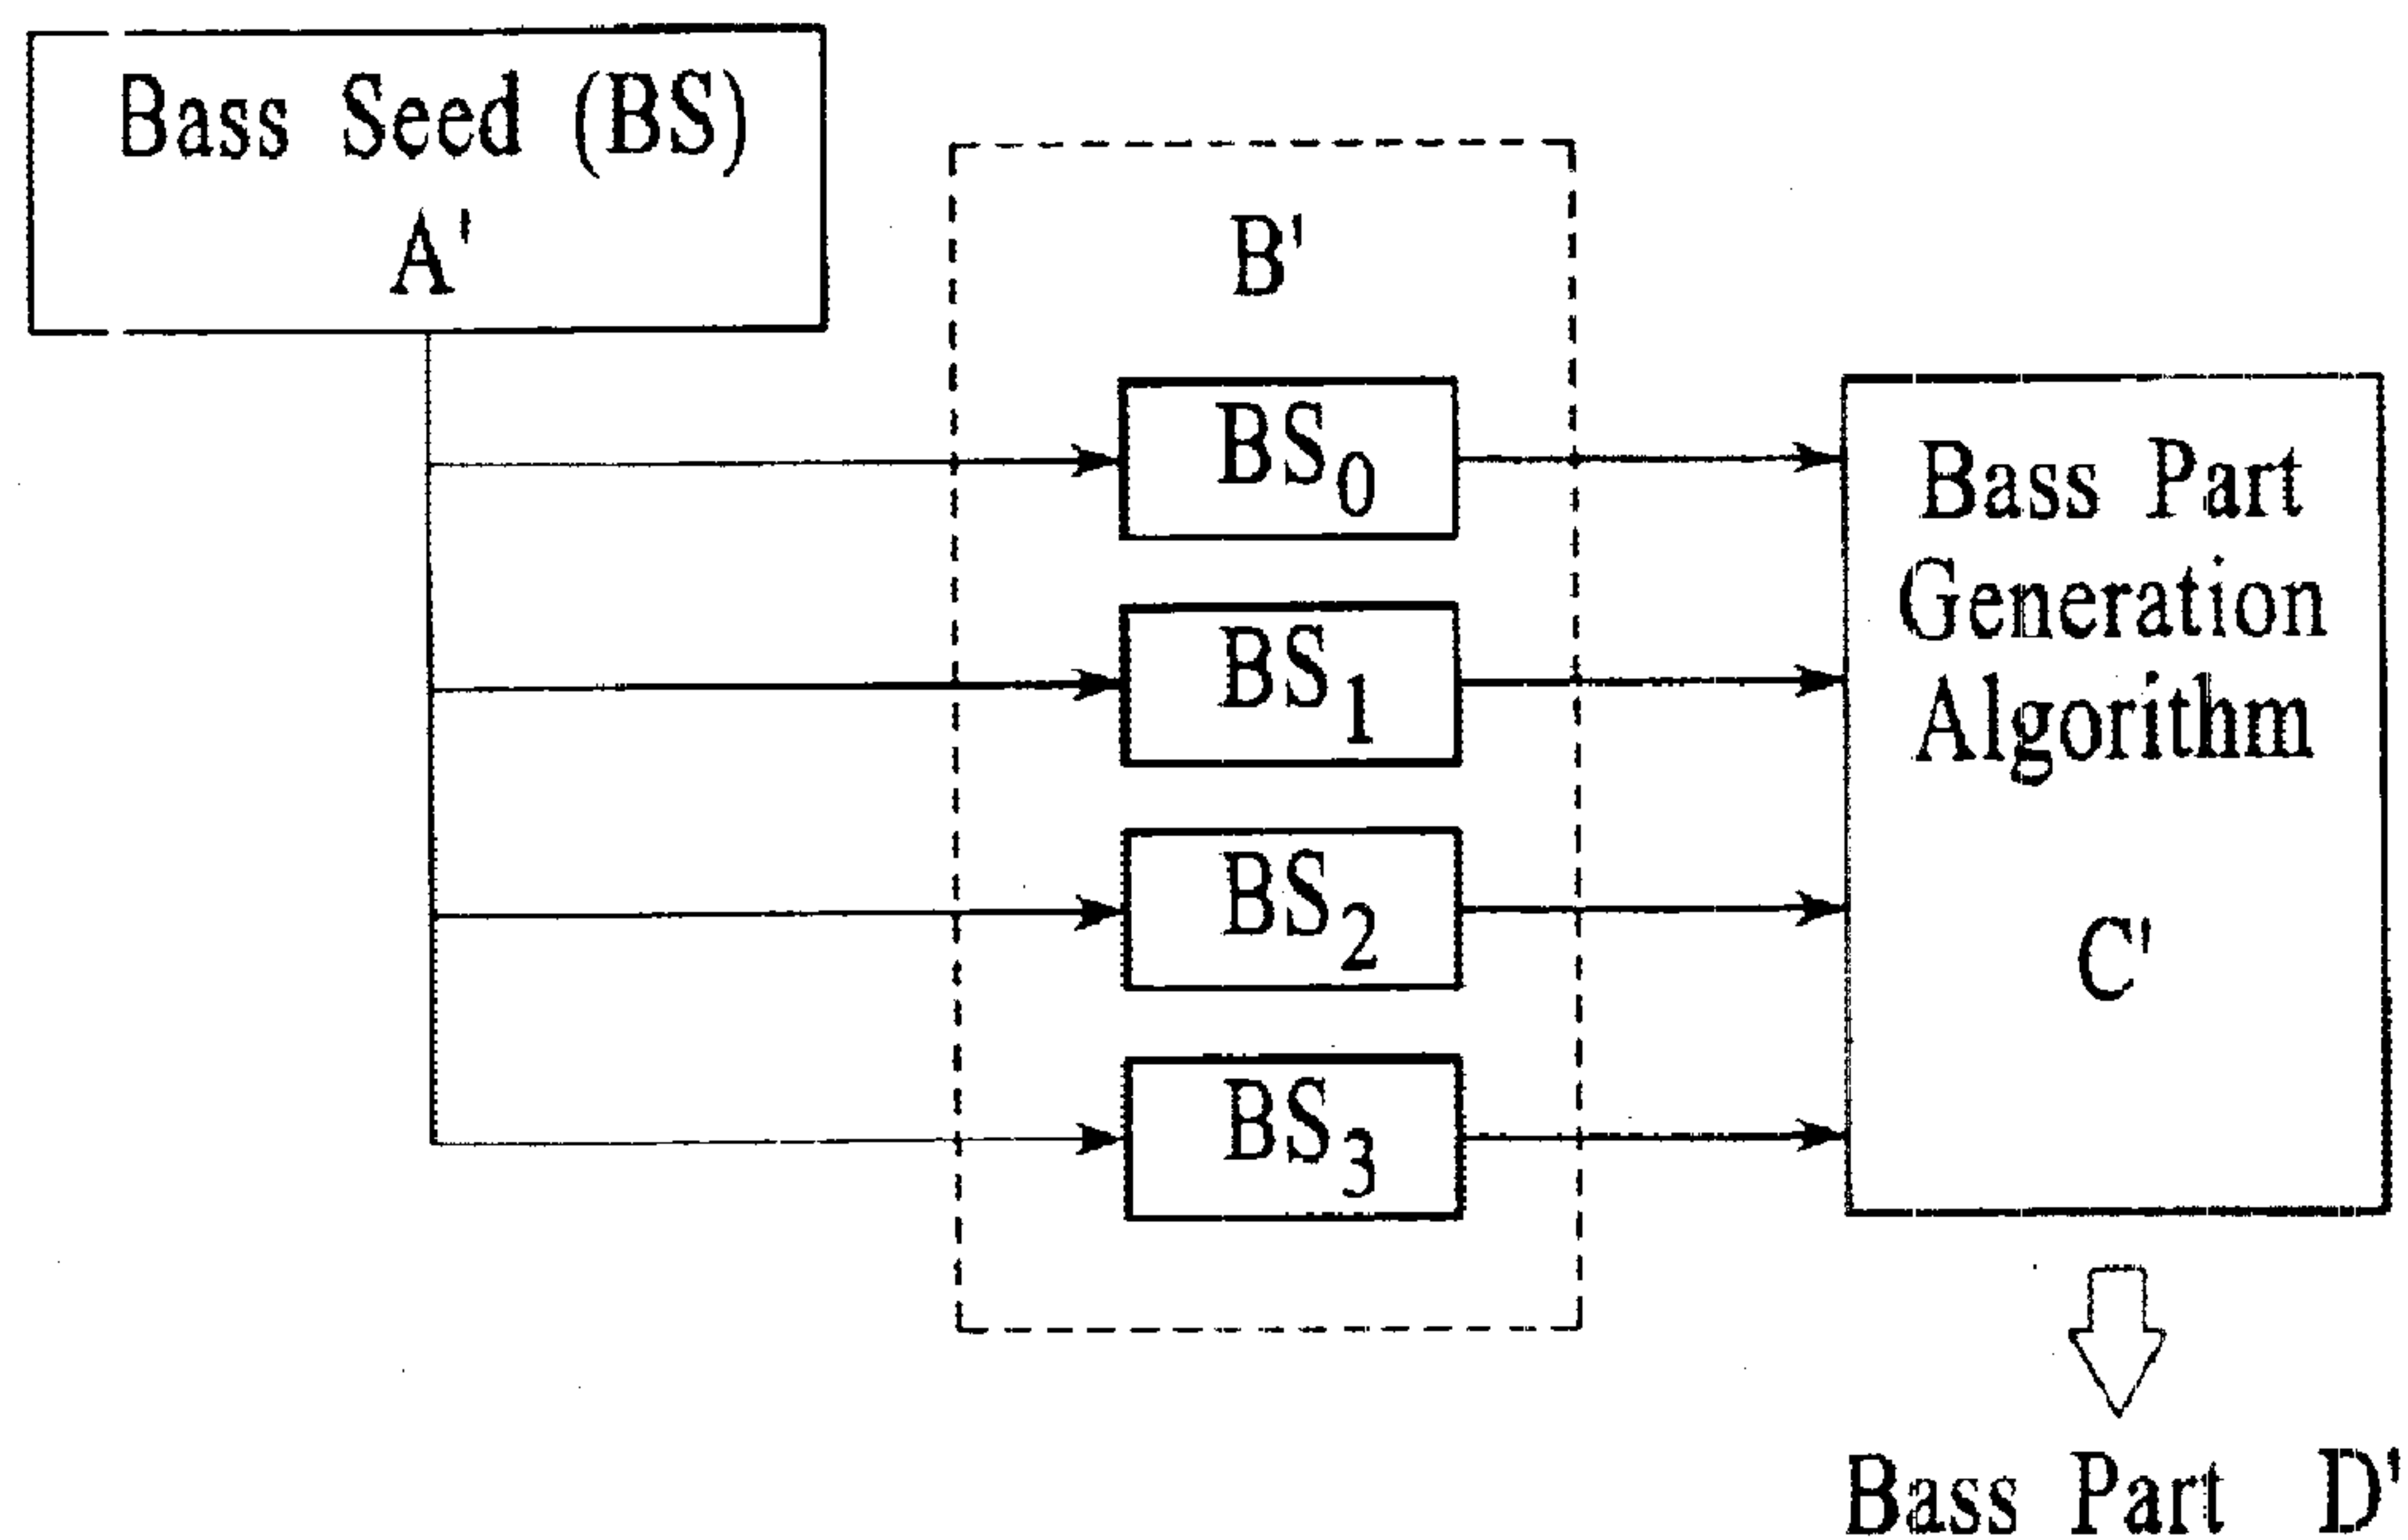 Bass Seed (BS)
A'
B'
BS0
BS1
BS2
BS3
Bass Part
Generation
Algorithm
C'
Bass Part D'